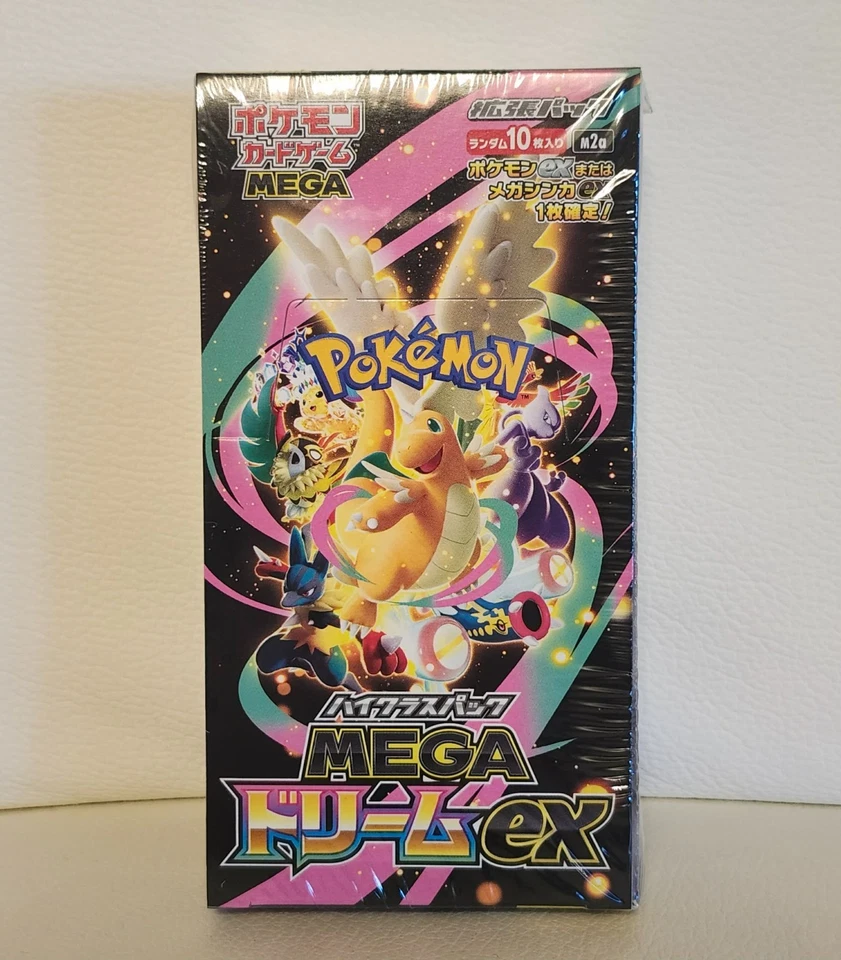 ポケモン
カードゲーム
MEGA
拡張パック
ランダム10枚入り M2a
ポケモンexまたは
メガシンカex
1枚確定!
POKéMON
TM
ハイクラスパック
MEGA
ドリームex